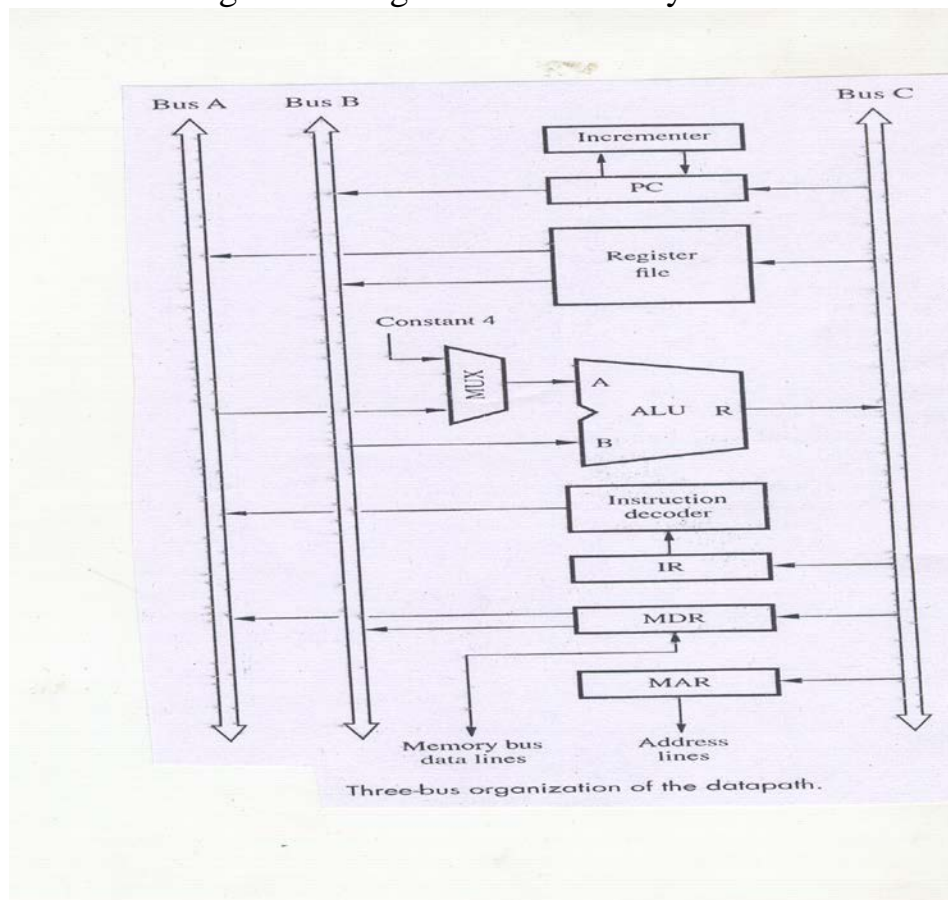 Bus A
Bus B
Bus C
Incrementer
PC
Register
file
Constant 4
MUX
A
ALU
R
B
Instruction
decoder
IR
MDR
MAR
Memory bus
data lines
Address
lines
Three-bus organization of the datapath.